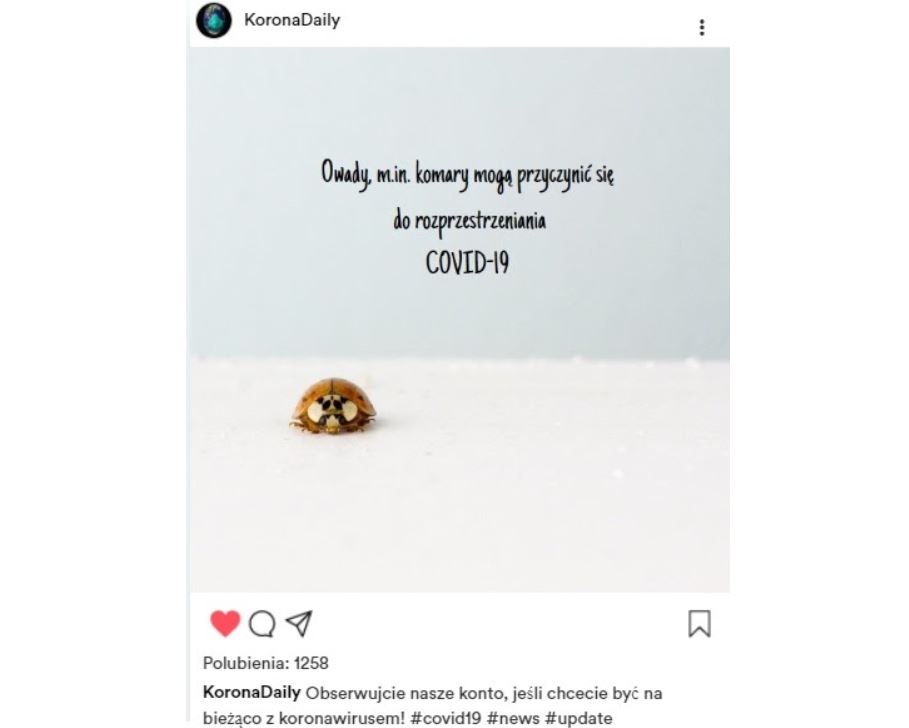 KoronaDaily
Owady, m.in. komary mogą przyczynić się
do rozprzestrzeniania
COVID-19
Polubienia: 1258
KoronaDaily Obserwujcie nasze konto, jeśli chcecie być na
bieżąco z koronawirusem! #covid19 #news #update